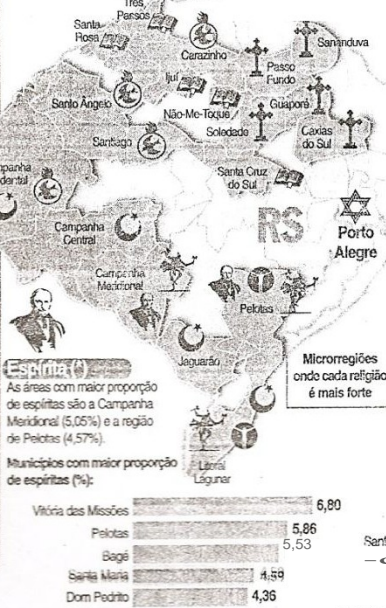 Três
Passos
Santa
Rosa
Carazinho
Sananduva
Passo
Fundo
Ijuí
Santo Ângelo
Não-Me-Toque
Guaporé
Soledade
Caxias
do Sul
Santiago
Santa Cruz
do Sul
Campanha
Central
RS
Porto
Alegre
Campanha
Meridional
Pelotas
Jaguarão
Microrregiões
onde cada religião
é mais forte
Espírita (*)
As áreas com maior proporção
de espíritas são a Campanha
Meridional (5,05%) e a região
de Pelotas (4,57%).
Litoral
Lagunar
Municípios com maior proporção
de espíritas (%):
Vitória das Missões 6,80
Pelotas 5,86
Bagé 5,53
Santa Maria 4,59
Dom Pedrito 4,36